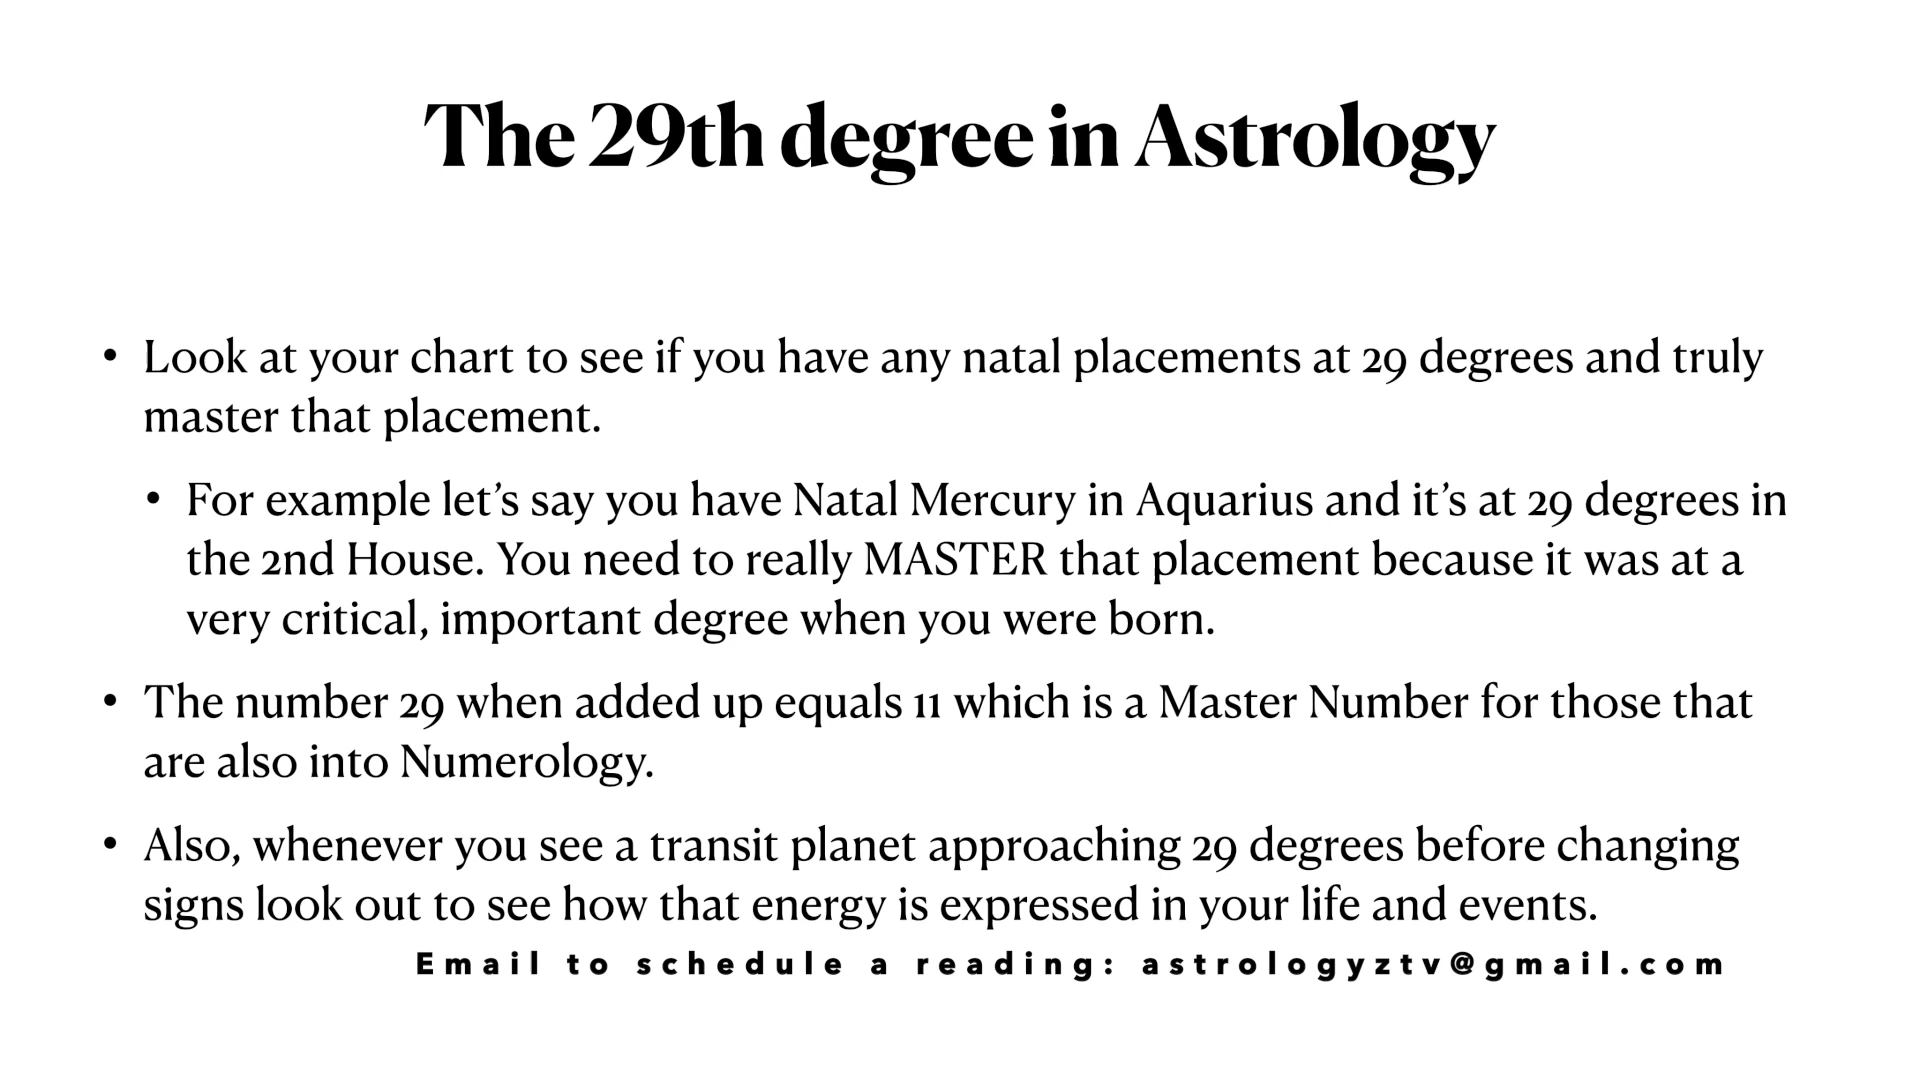 The 29th degree in Astrology
• Look at your chart to see if you have any natal placements at 29 degrees and truly
master that placement.
• For example let’s say you have Natal Mercury in Aquarius and it’s at 29 degrees in
the 2nd House. You need to really MASTER that placement because it was at a
very critical, important degree when you were born.
• The number 29 when added up equals 11 which is a Master Number for those that
are also into Numerology.
• Also, whenever you see a transit planet approaching 29 degrees before changing
signs look out to see how that energy is expressed in your life and events.
Email to schedule a reading: astrologyztv@gmail.com